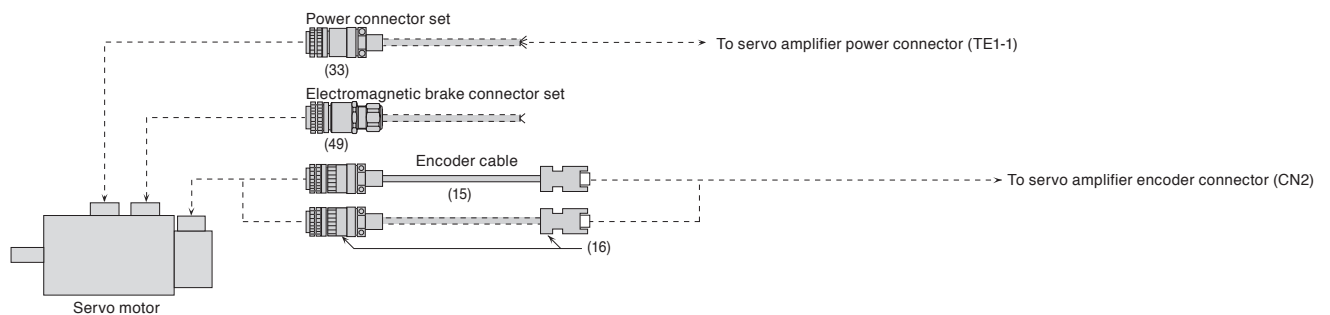 Power connector set
To servo amplifier power connector (TE1-1)
(33)
Electromagnetic brake connector set
(49)
Encoder cable
(15)
To servo amplifier encoder connector (CN2)
(16)
Servo motor